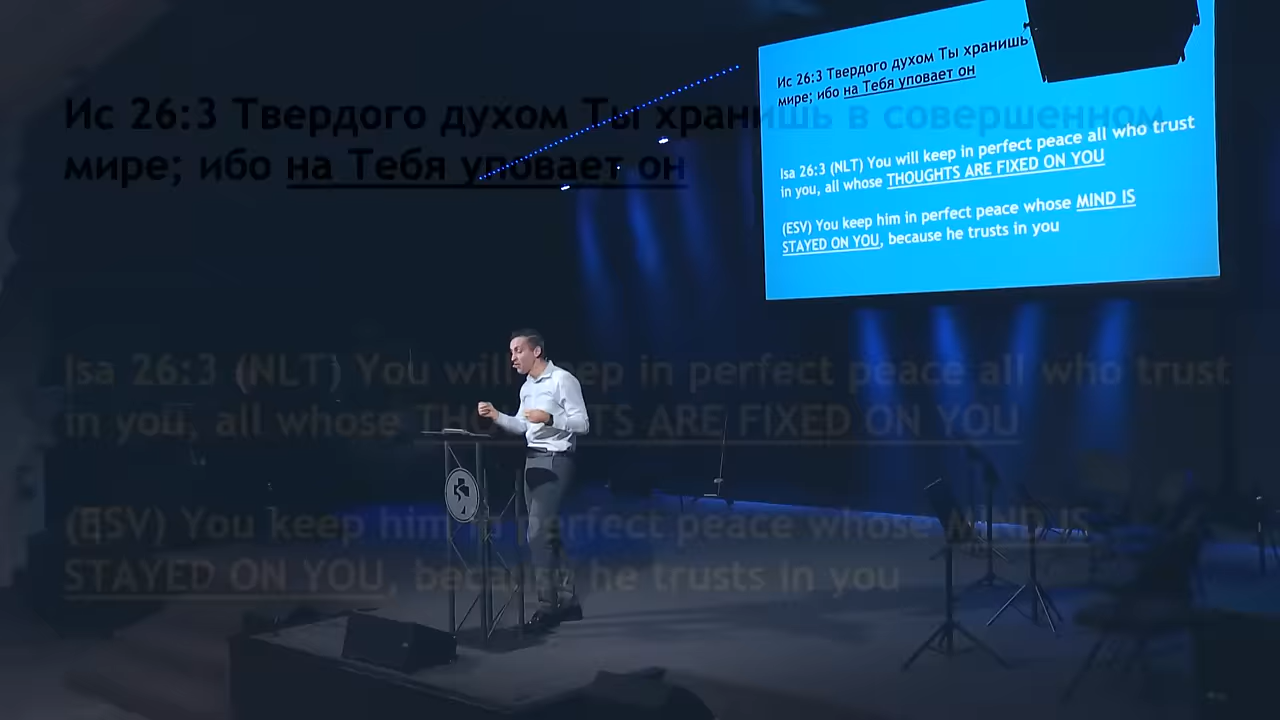 Ис 26:3 Твердого духом Ты хранишь в совершенном
мире; ибо на Тебя уповает он
Isa 26:3 (NLT) You will keep in perfect peace all who trust
in you, all whose THOUGHTS ARE FIXED ON YOU
(ESV) You keep him in perfect peace whose MIND IS
STAYED ON YOU, because he trusts in you
Ис 26:3 Твердого духом Ты хранишь
мире; ибо на Тебя уповает он
Isa 26:3 (NLT) You will keep in perfect peace all who trust
in you, all whose THOUGHTS ARE FIXED ON YOU
(ESV) You keep him in perfect peace whose MIND IS
STAYED ON YOU, because he trusts in you